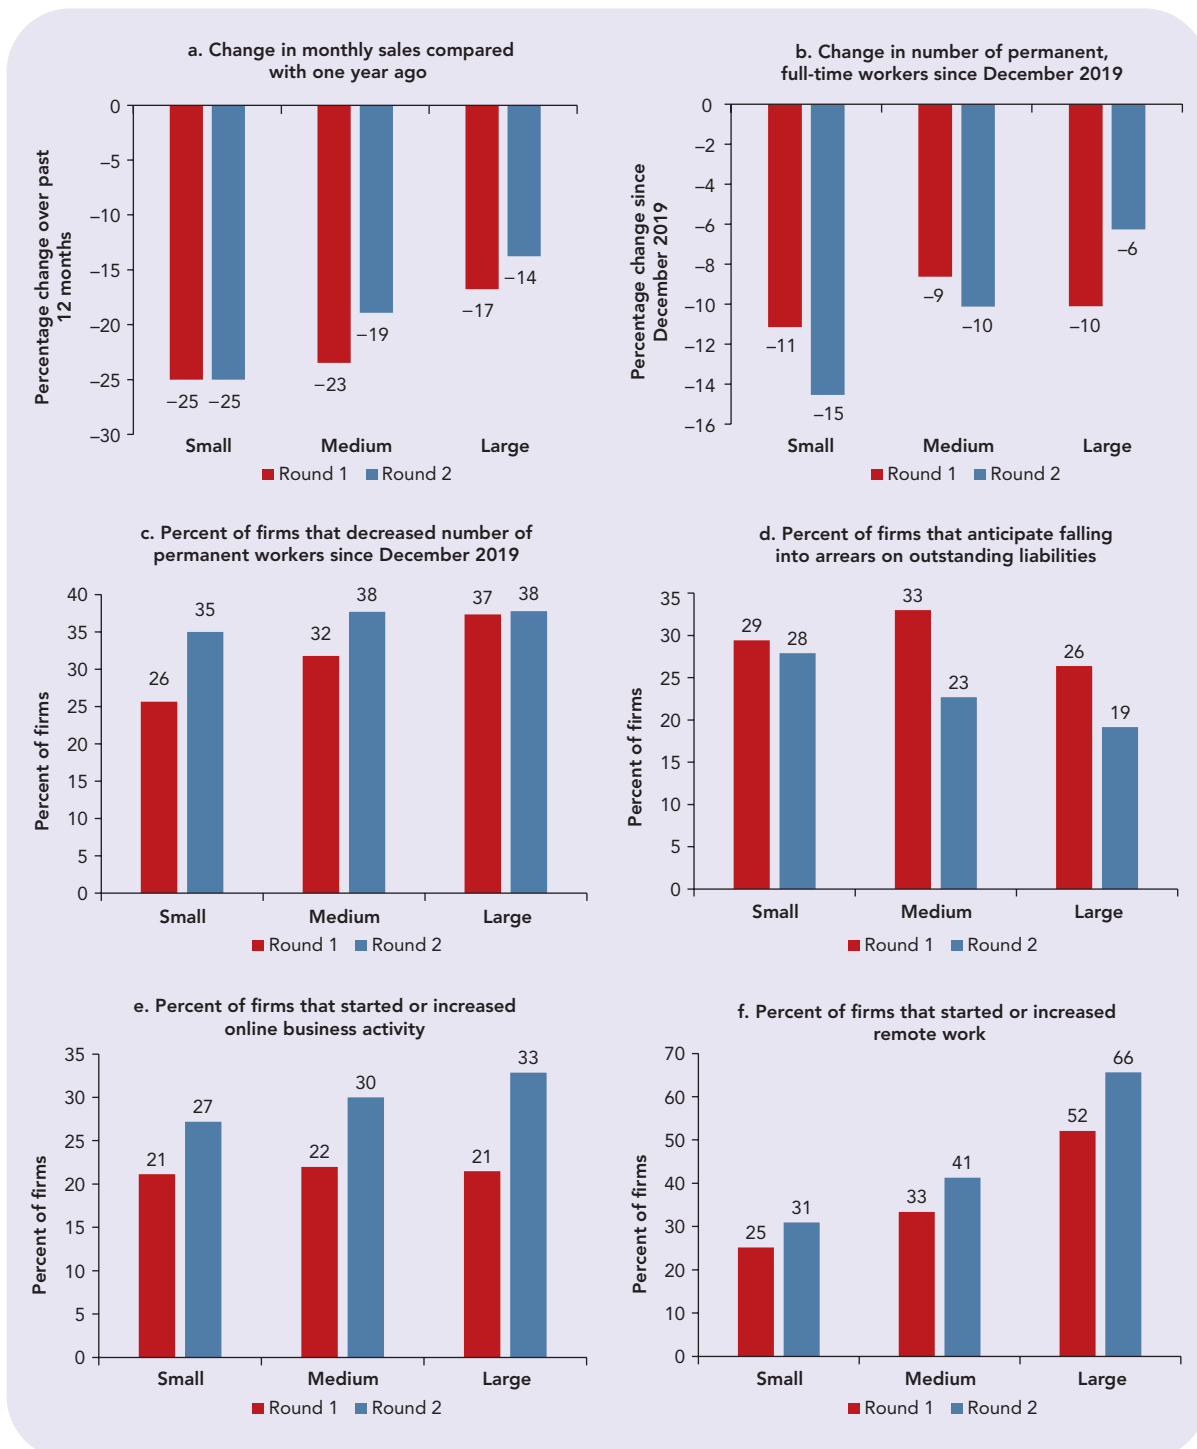 a. Change in monthly sales compared
with one year ago
Percentage change over past
12 months
0
–5
–10
–15
–20
–25
–30
–25 –25
–23
–19
–17
–14
Small Medium Large
Round 1 Round 2
b. Change in number of permanent,
full-time workers since December 2019
Percentage change since
December 2019
0
–2
–4
–6
–8
–10
–12
–14
–16
–11
–15
–9
–10
–10
–6
Small Medium Large
Round 1 Round 2
c. Percent of firms that decreased number of
permanent workers since December 2019
Percent of firms
40
35
30
25
20
15
10
5
0
26
35
32
38
37
38
Small Medium Large
Round 1 Round 2
d. Percent of firms that anticipate falling
into arrears on outstanding liabilities
Percent of firms
35
30
25
20
15
10
5
0
29
28
33
23
26
19
Small Medium Large
Round 1 Round 2
e. Percent of firms that started or increased
online business activity
Percent of firms
35
30
25
20
15
10
5
0
21
27
22
30
21
33
Small Medium Large
Round 1 Round 2
f. Percent of firms that started or increased
remote work
Percent of firms
70
60
50
40
30
20
10
0
25
31
33
41
52
66
Small Medium Large
Round 1 Round 2